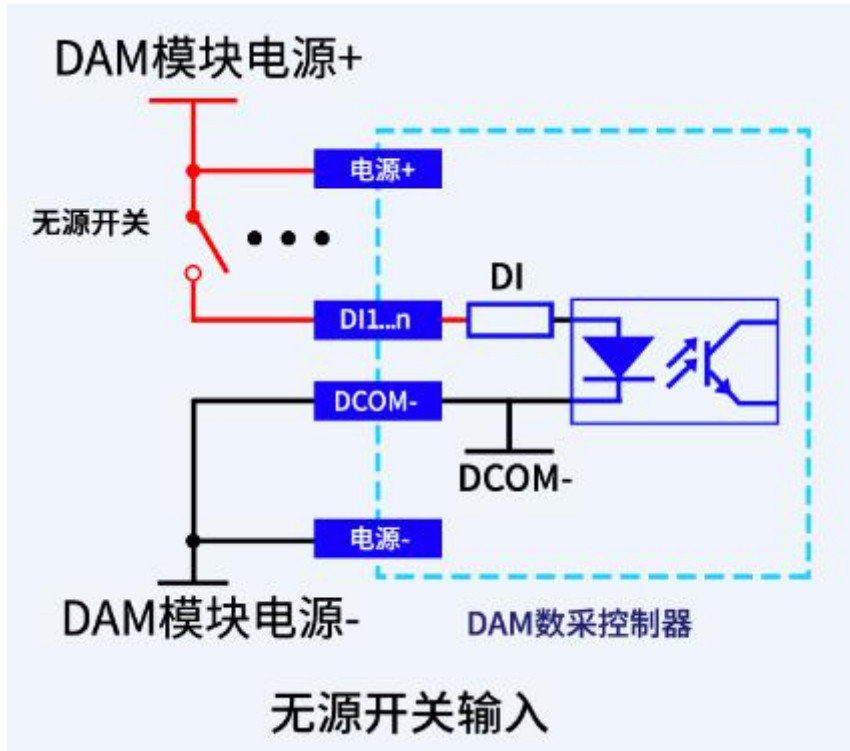 DAM模块电源+
电源+
无源开关
DI
DI1...n
DCOM-
DCOM-
电源-
DAM模块电源-
DAM数采控制器
无源开关输入